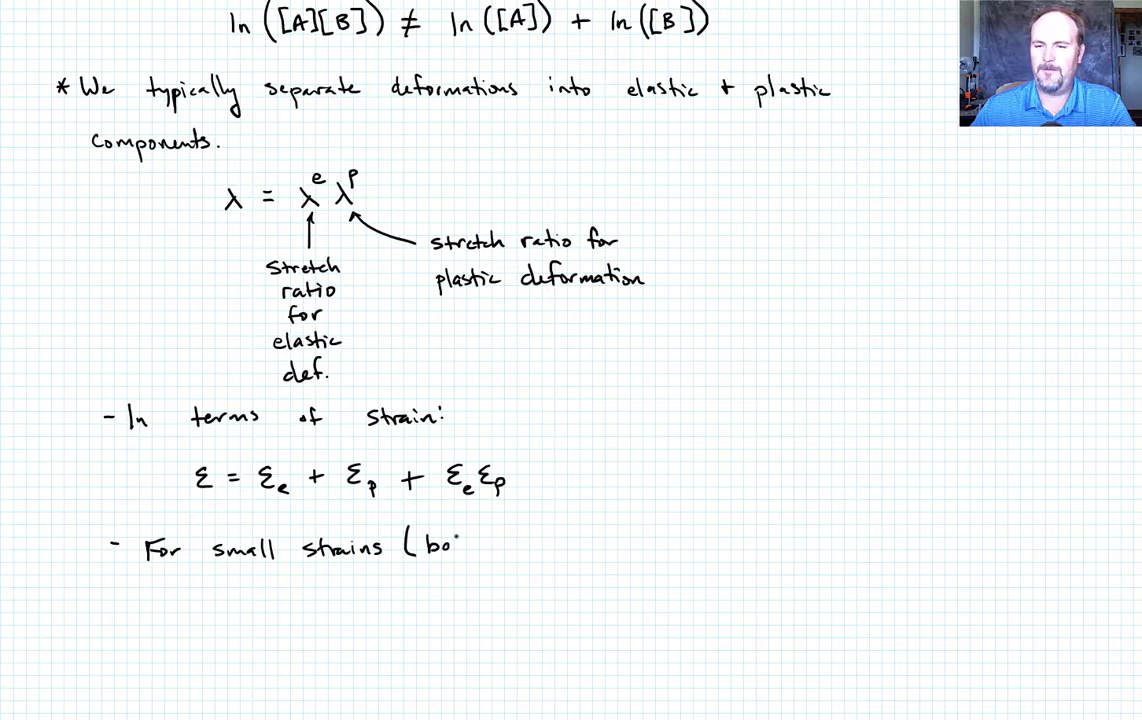 ln ([A][B]) ≠ ln ([A]) + ln ([B])
* We typically separate deformations into elastic + plastic
components.
λ = λ^e λ^p
stretch ratio for
plastic deformation
Stretch
ratio
for
elastic
def.
- In terms of strain:
ε = ε_e + ε_p + ε_e ε_p
- For small strains (bo